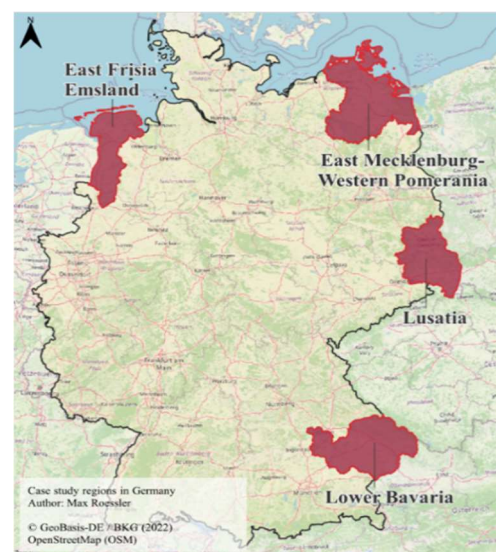 East Frisia
Emsland
East Mecklenburg-
Western Pomerania
Lusatia
Lower Bavaria
Case study regions in Germany
Author: Max Roessler
© GeoBasis-DE / BKG (2022)
OpenStreetMap (OSM)